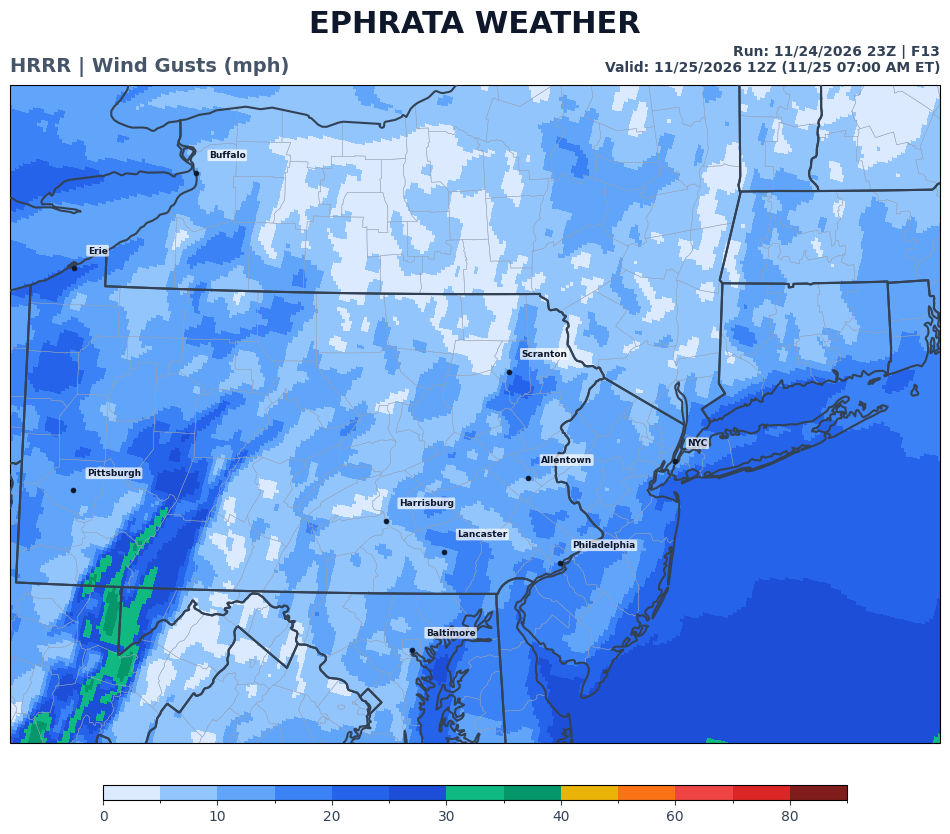 EPHRATA WEATHER
HRRR | Wind Gusts (mph)
Run: 11/24/2026 23Z | F13
Valid: 11/25/2026 12Z (11/25 07:00 AM ET)
Buffalo
Erie
Scranton
NYC
Allentown
Pittsburgh
Harrisburg
Lancaster
Philadelphia
Baltimore
0 10 20 30 40 50 60 70 80